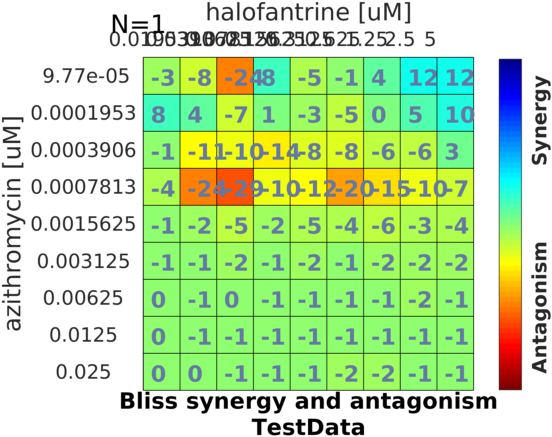 halofantrine [uM]
N=1
1.25 2.5 5
9.77e-05 -3 -8 -24 8 -5 -1 4 12 12
0.0001953 8 4 -7 1 -3 -5 0 5 10
0.0003906 -1 -11 -10 -14 -8 -8 -6 -6 3
0.0007813 -4 -24 -29 -10 -12 -20 -15 -10 -7
0.0015625 -1 -2 -5 -2 -5 -4 -6 -3 -4
0.003125 -1 -1 -2 -1 -2 -1 -2 -2 -2
0.00625 0 -1 0 -1 -1 -1 -1 -2 -1
0.0125 0 -1 -1 -1 -1 -1 -1 -1 -1
0.025 0 0 -1 -1 -1 -2 -2 -1 -1
azithromycin [uM]
Synergy
Antagonism
Bliss synergy and antagonism
TestData